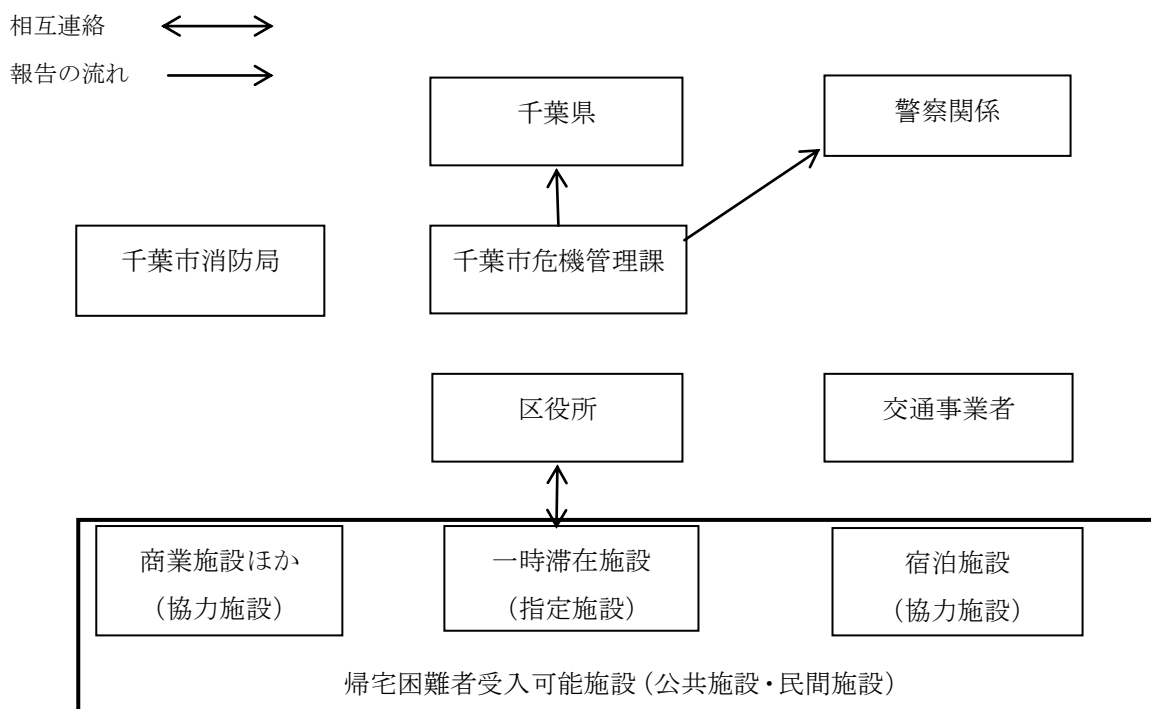 相互連絡
報告の流れ
千葉県
警察関係
千葉市消防局
千葉市危機管理課
区役所
交通事業者
商業施設ほか
(協力施設)
一時滞在施設
(指定施設)
宿泊施設
(協力施設)
帰宅困難者受入可能施設(公共施設・民間施設)